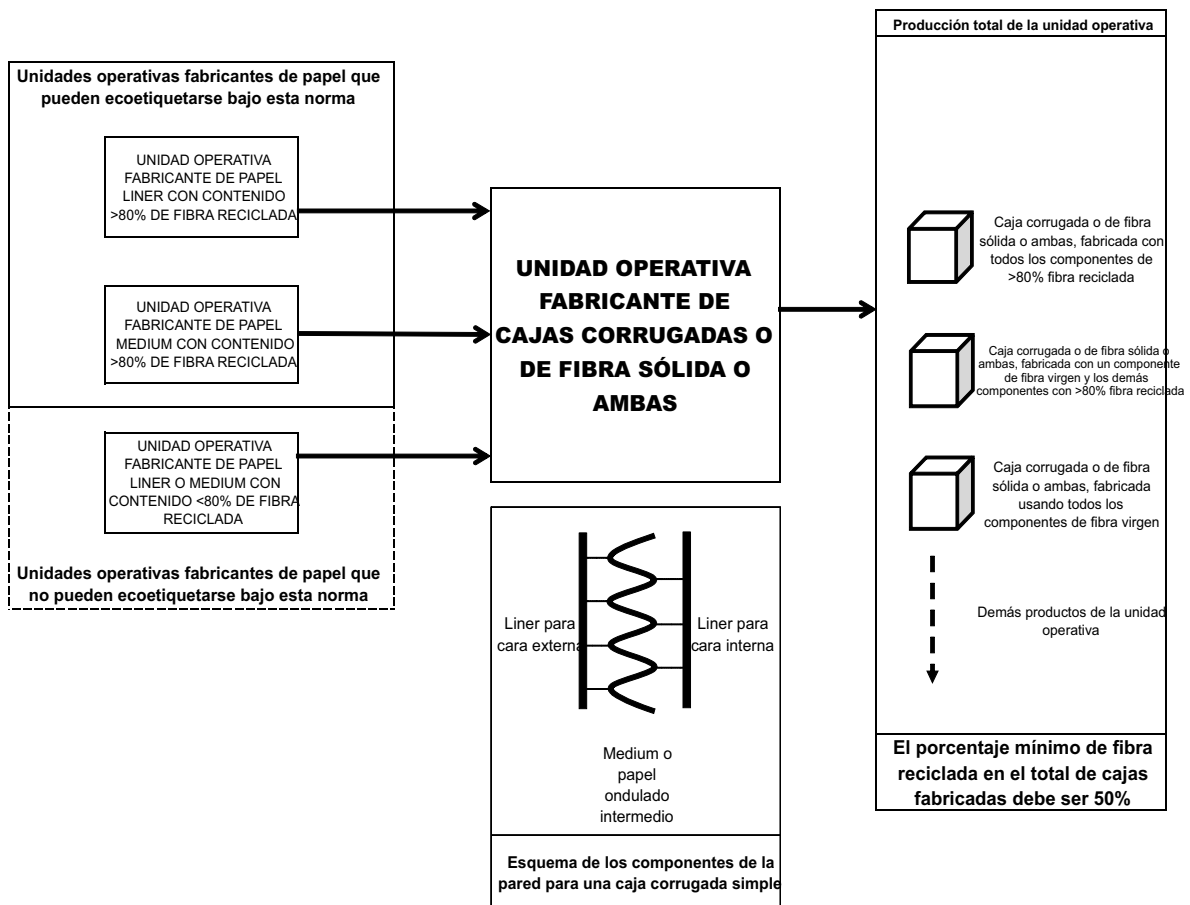 Unidades operativas fabricantes de papel que
pueden ecoetiquetarse bajo esta norma
UNIDAD OPERATIVA
FABRICANTE DE PAPEL
LINER CON CONTENIDO
>80% DE FIBRA RECICLADA
UNIDAD OPERATIVA
FABRICANTE DE PAPEL
MEDIUM CON CONTENIDO
>80% DE FIBRA RECICLADA
UNIDAD OPERATIVA
FABRICANTE DE PAPEL
LINER O MEDIUM CON
CONTENIDO <80% DE FIBRA
RECICLADA
Unidades operativas fabricantes de papel que
no pueden ecoetiquetarse bajo esta norma
UNIDAD OPERATIVA
FABRICANTE DE
CAJAS CORRUGADAS O
DE FIBRA SÓLIDA O
AMBAS
Liner para
cara externa
Liner para
cara interna
Medium o
papel
ondulado
intermedio
Esquema de los componentes de la
pared para una caja corrugada simple
Producción total de la unidad operativa
Caja corrugada o de fibra
sólida o ambas, fabricada con
todos los componentes de
>80% fibra reciclada
Caja corrugada o de fibra sólida o
ambas, fabricada con un componente
de fibra virgen y los demás
componentes con >80% fibra reciclada
Caja corrugada o de fibra
sólida o ambas, fabricada
usando todos los
componentes de fibra virgen
Demás productos de la unidad
operativa
El porcentaje mínimo de fibra
reciclada en el total de cajas
fabricadas debe ser 50%